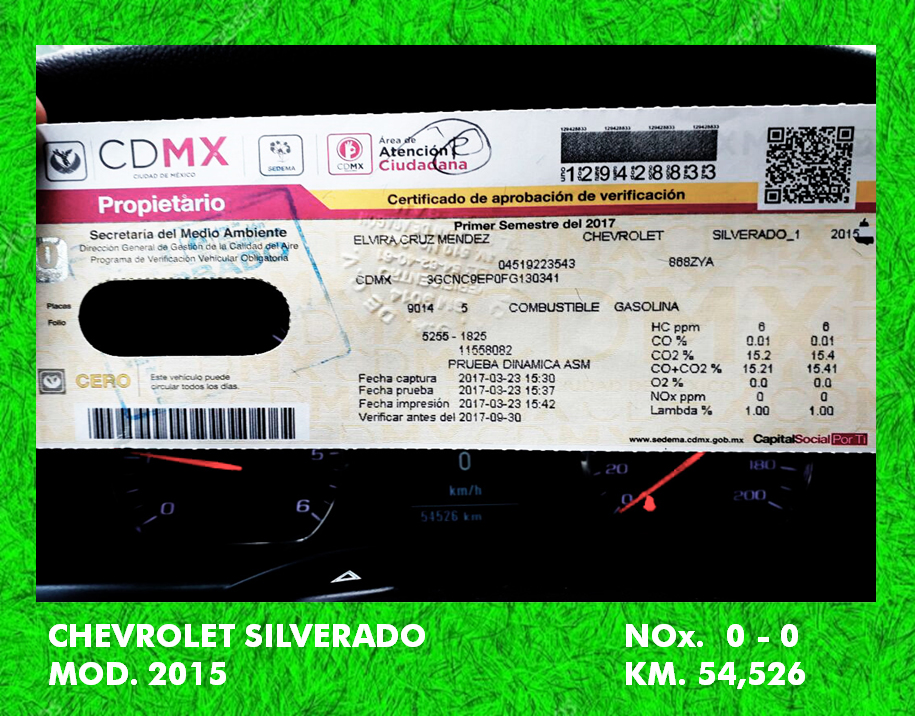 CDMX
CIUDAD DE MÉXICO
SEDEMA
CDMX
Área de
Atención
Ciudadana
P
129428833 129428833 129428833 129428833
129428833
Propietario
Certificado de aprobación de verificación
Secretaría del Medio Ambiente
Dirección General de Gestión de la Calidad del Aire
Programa de Verificación Vehicular Obligatoria
Primer Semestre del 2017
ELVIRA CRUZ MENDEZ CHEVROLET SILVERADO_1 2015
04519223543 868ZYA
CDMX 3GCNC9EP0FG130341
Placas
Folio
9014 5 COMBUSTIBLE GASOLINA
5255 - 1825
11558082
PRUEBA DINAMICA ASM
CERO
Este vehículo puede
circular todos los días.
Fecha captura 2017-03-23 15:30
Fecha prueba 2017-03-23 15:37
Fecha impresión 2017-03-23 15:42
Verificar antes del 2017-09-30
HC ppm 6 6
CO % 0.01 0.01
CO2 % 15.2 15.4
CO+CO2 % 15.21 15.41
O2 % 0.0 0.0
NOx ppm 0 0
Lambda % 1.00 1.00
www.sedema.cdmx.gob.mx CapitalSocial Por Ti
0 5 6
0
km/h
54526 km
0 20 180 200
CHEVROLET SILVERADO
MOD. 2015
NOx. 0 - 0
KM. 54,526